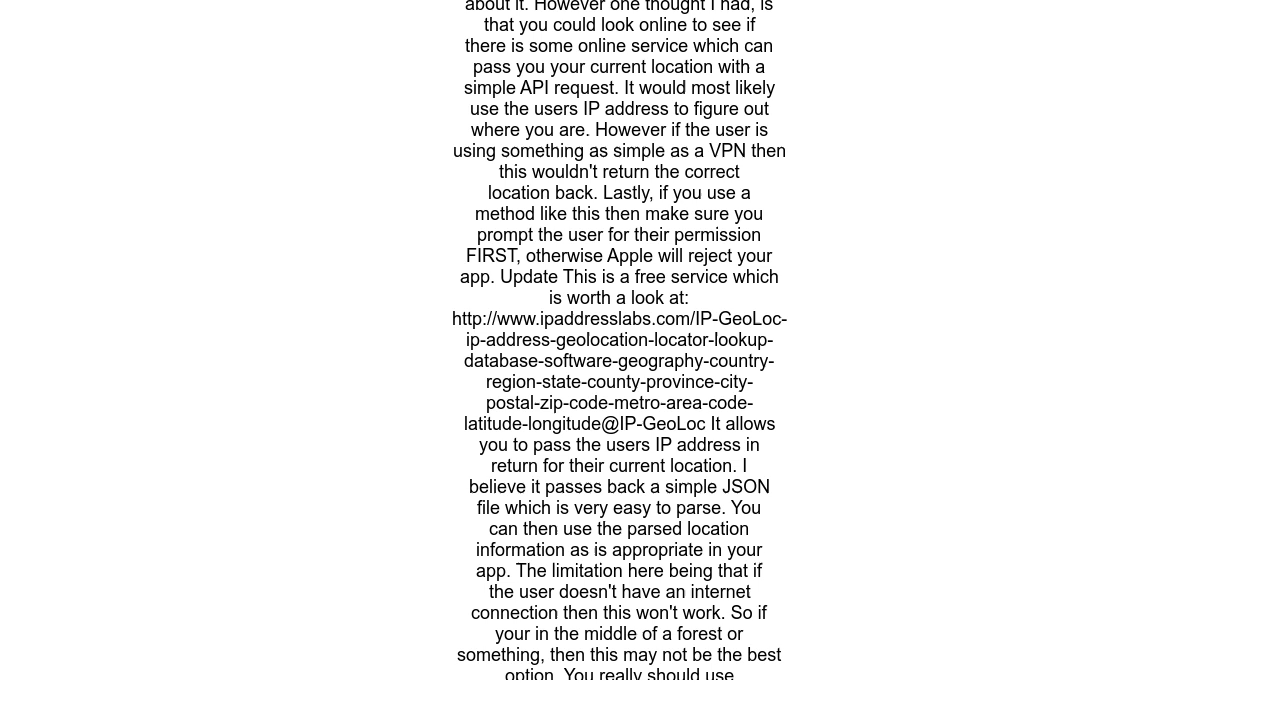 about it. However one thought I had, is
that you could look online to see if
there is some online service which can
pass you your current location with a
simple API request. It would most likely
use the users IP address to figure out
where you are. However if the user is
using something as simple as a VPN then
this wouldn't return the correct
location back. Lastly, if you use a
method like this then make sure you
prompt the user for their permission
FIRST, otherwise Apple will reject your
app. Update This is a free service which
is worth a look at:
http://www.ipaddresslabs.com/IP-GeoLoc-
ip-address-geolocation-locator-lookup-
database-software-geography-country-
region-state-county-province-city-
postal-zip-code-metro-area-code-
latitude-longitude@IP-GeoLoc It allows
you to pass the users IP address in
return for their current location. I
believe it passes back a simple JSON
file which is very easy to parse. You
can then use the parsed location
information as is appropriate in your
app. The limitation here being that if
the user doesn't have an internet
connection then this won't work. So if
your in the middle of a forest or
something, then this may not be the best
option. You really should use